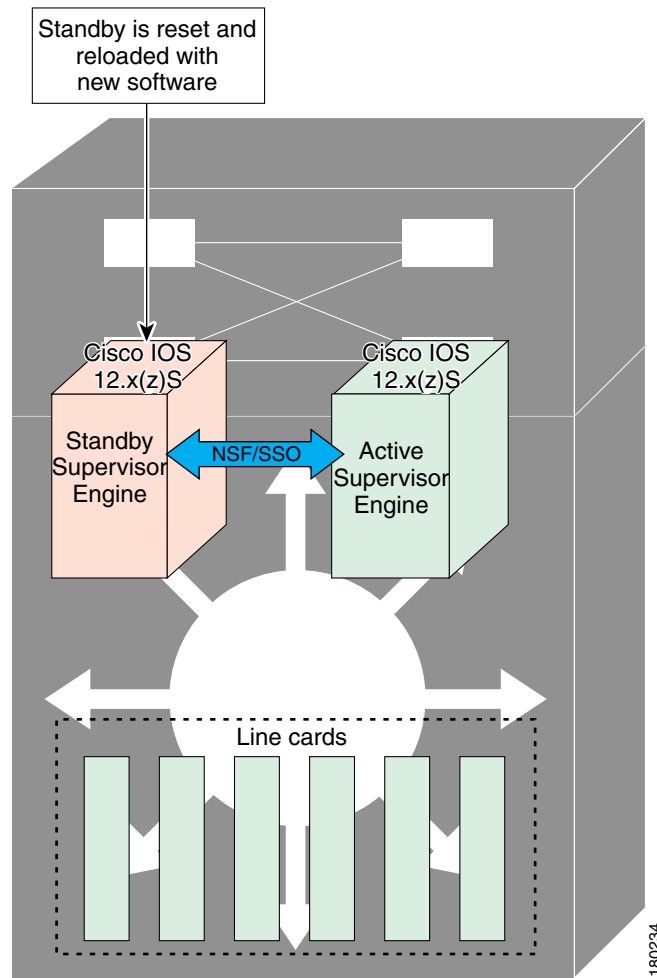 Standby is reset and
reloaded with
new software
Cisco IOS
12.x(z)S
Cisco IOS
12.x(z)S
Standby
Supervisor
Engine
NSF/SSO
Active
Supervisor
Engine
Line cards
180234